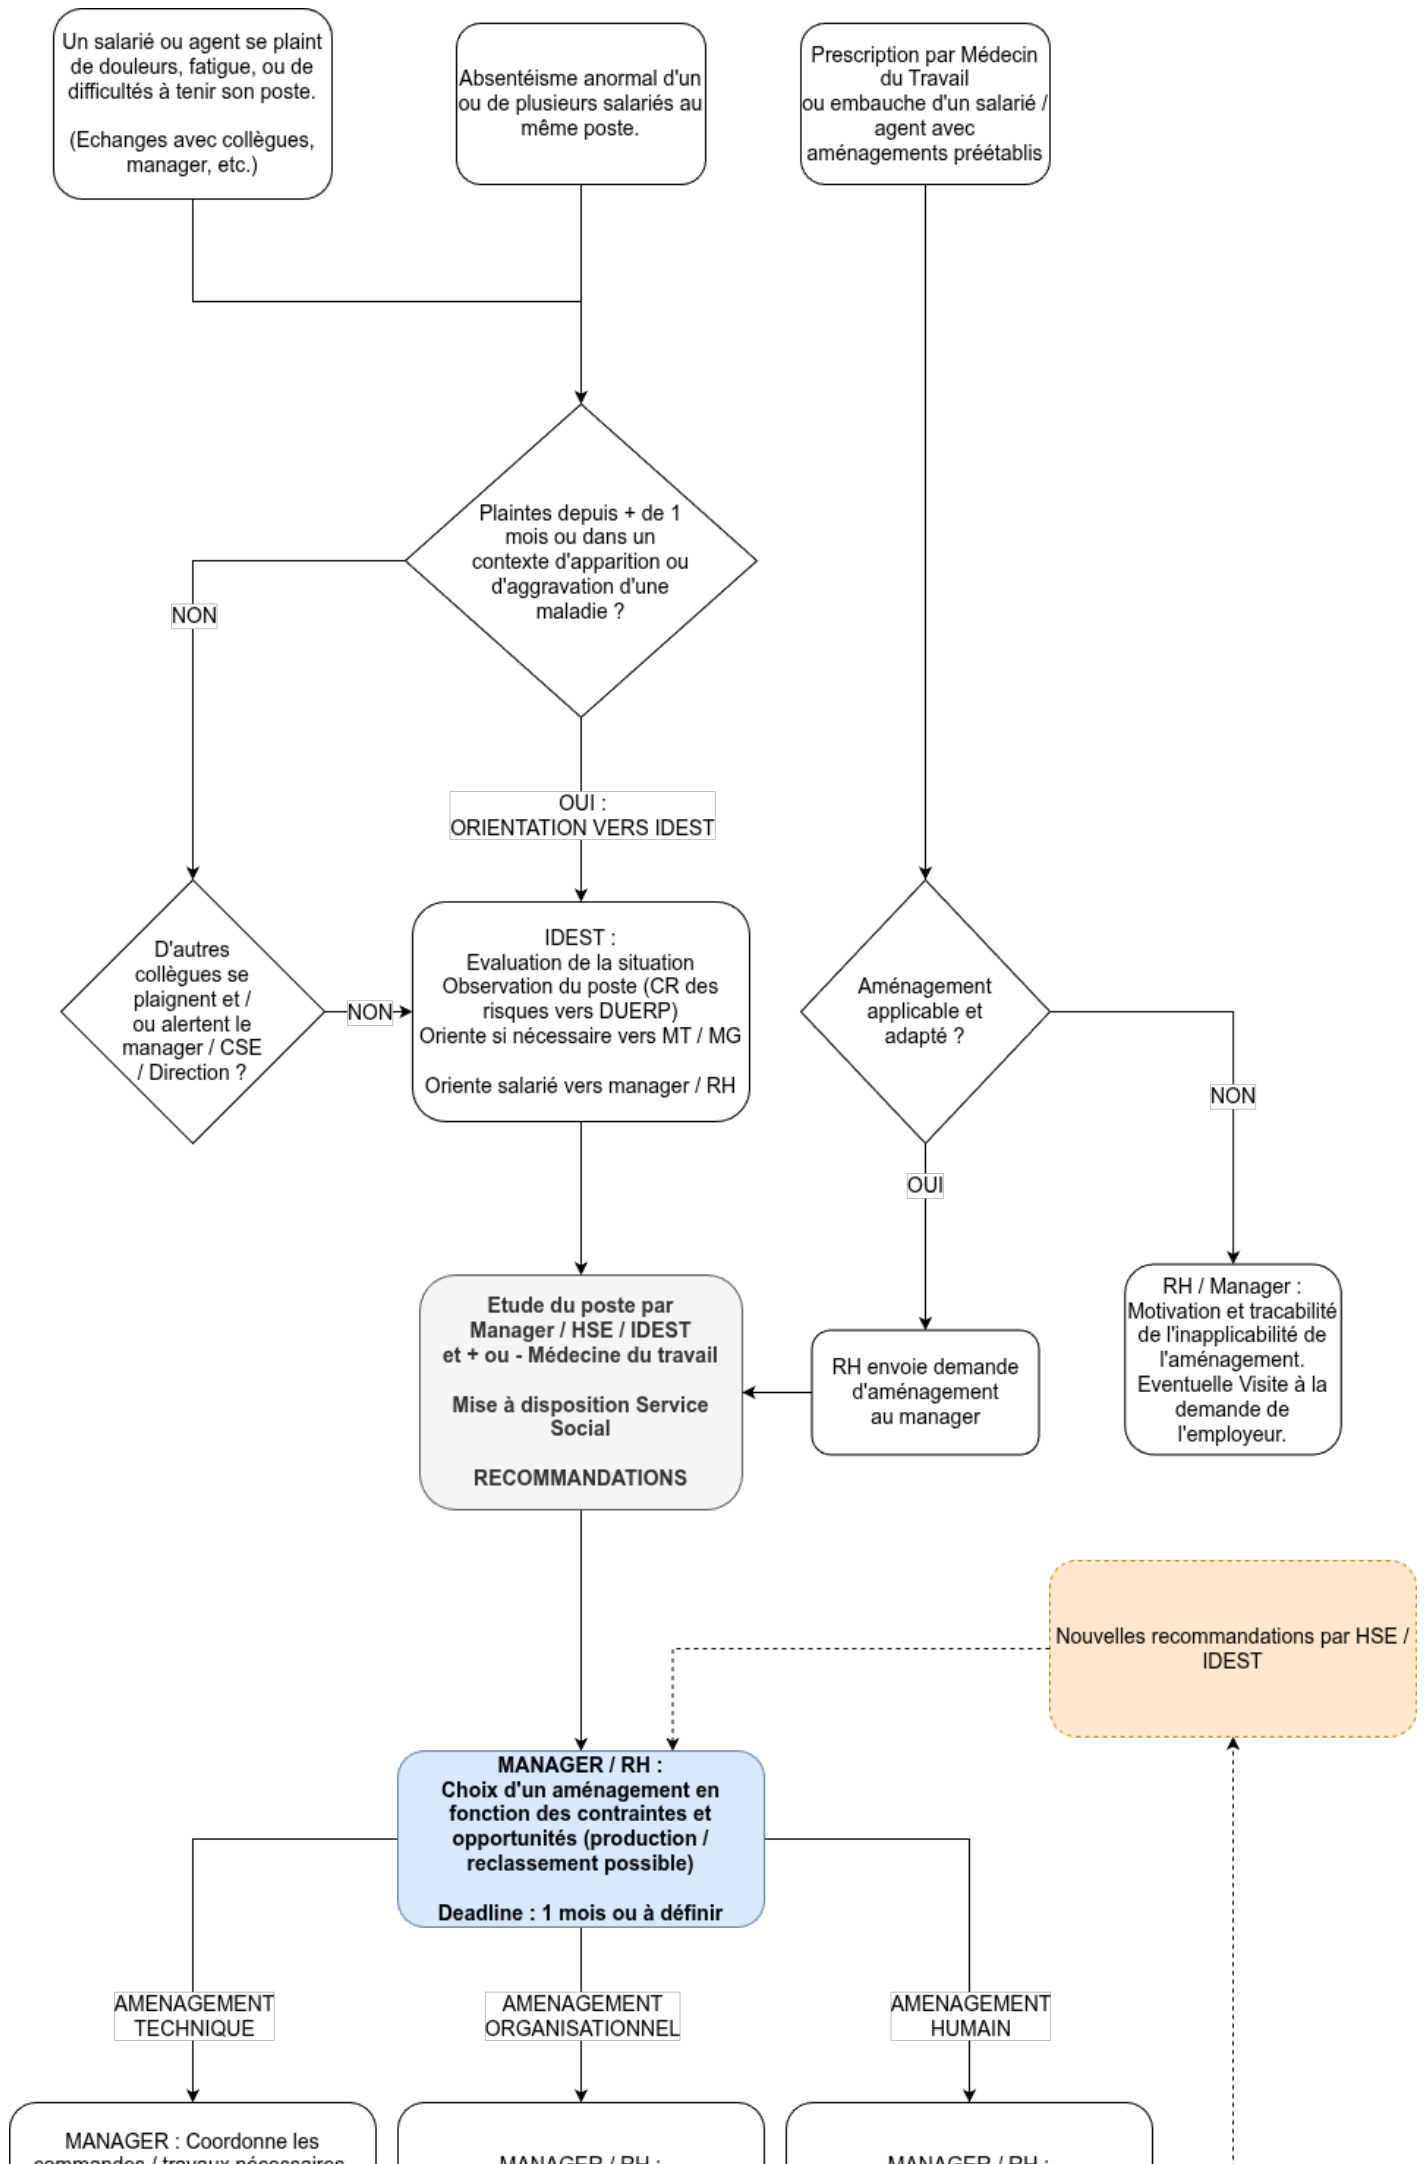 Un salarié ou agent se plaint
de douleurs, fatigue, ou de
difficultés à tenir son poste.
(Echanges avec collègues,
manager, etc.)
Absentéisme anormal d'un
ou de plusieurs salariés au
même poste.
Prescription par Médecin
du Travail
ou embauche d'un salarié /
agent avec
aménagements préétablis
Plaintes depuis + de 1
mois ou dans un
contexte d'apparition ou
d'aggravation d'une
maladie ?
NON
OUI :
ORIENTATION VERS IDEST
D'autres
collègues se
plaignent et /
ou alertent le
manager / CSE
/ Direction ?
NON
IDEST :
Evaluation de la situation
Observation du poste (CR des
risques vers DUERP)
Oriente si nécessaire vers MT / MG
Oriente salarié vers manager / RH
Aménagement
applicable et
adapté ?
NON
OUI
Etude du poste par
Manager / HSE / IDEST
et + ou - Médecine du travail
Mise à disposition Service
Social
RECOMMANDATIONS
RH envoie demande
d'aménagement
au manager
RH / Manager :
Motivation et tracabilité
de l'inapplicabilité de
l'aménagement.
Eventuelle Visite à la
demande de
l'employeur.
Nouvelles recommandations par HSE /
IDEST
MANAGER / RH :
Choix d'un aménagement en
fonction des contraintes et
opportunités (production /
reclassement possible)
Deadline : 1 mois ou à définir
AMENAGEMENT
TECHNIQUE
AMENAGEMENT
ORGANISATIONNEL
AMENAGEMENT
HUMAIN
MANAGER : Coordonne les
commandes / travaux nécessaires
MANAGER / RH :
MANAGER / RH :